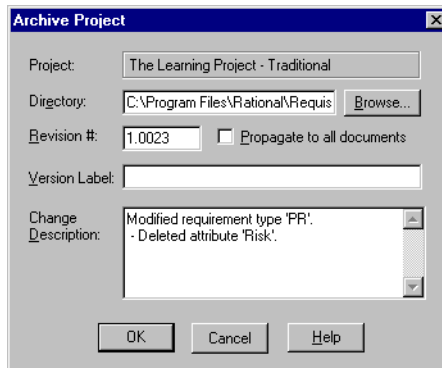 Archive Project
Project: The Learning Project - Traditional
Directory: C:\Program Files\Rational\Requis Browse...
Revision #: 1.0023 Propagate to all documents
Version Label:
Change Description: Modified requirement type 'PR'.
- Deleted attribute 'Risk'.
OK Cancel Help